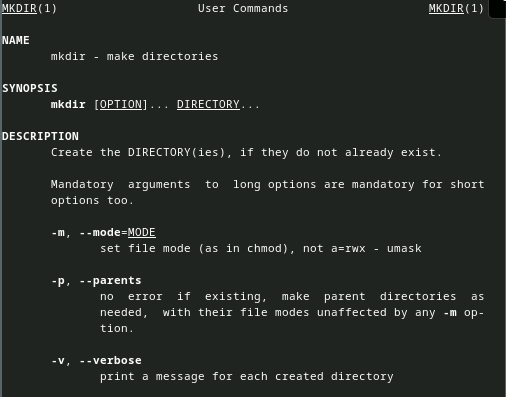 MKDIR(1) User Commands MKDIR(1)
NAME
mkdir - make directories
SYNOPSIS
mkdir [OPTION]... DIRECTORY...
DESCRIPTION
Create the DIRECTORY(ies), if they do not already exist.
Mandatory arguments to long options are mandatory for short
options too.
-m, --mode=MODE
set file mode (as in chmod), not a=rwx - umask
-p, --parents
no error if existing, make parent directories as
needed, with their file modes unaffected by any -m op-
tion.
-v, --verbose
print a message for each created directory